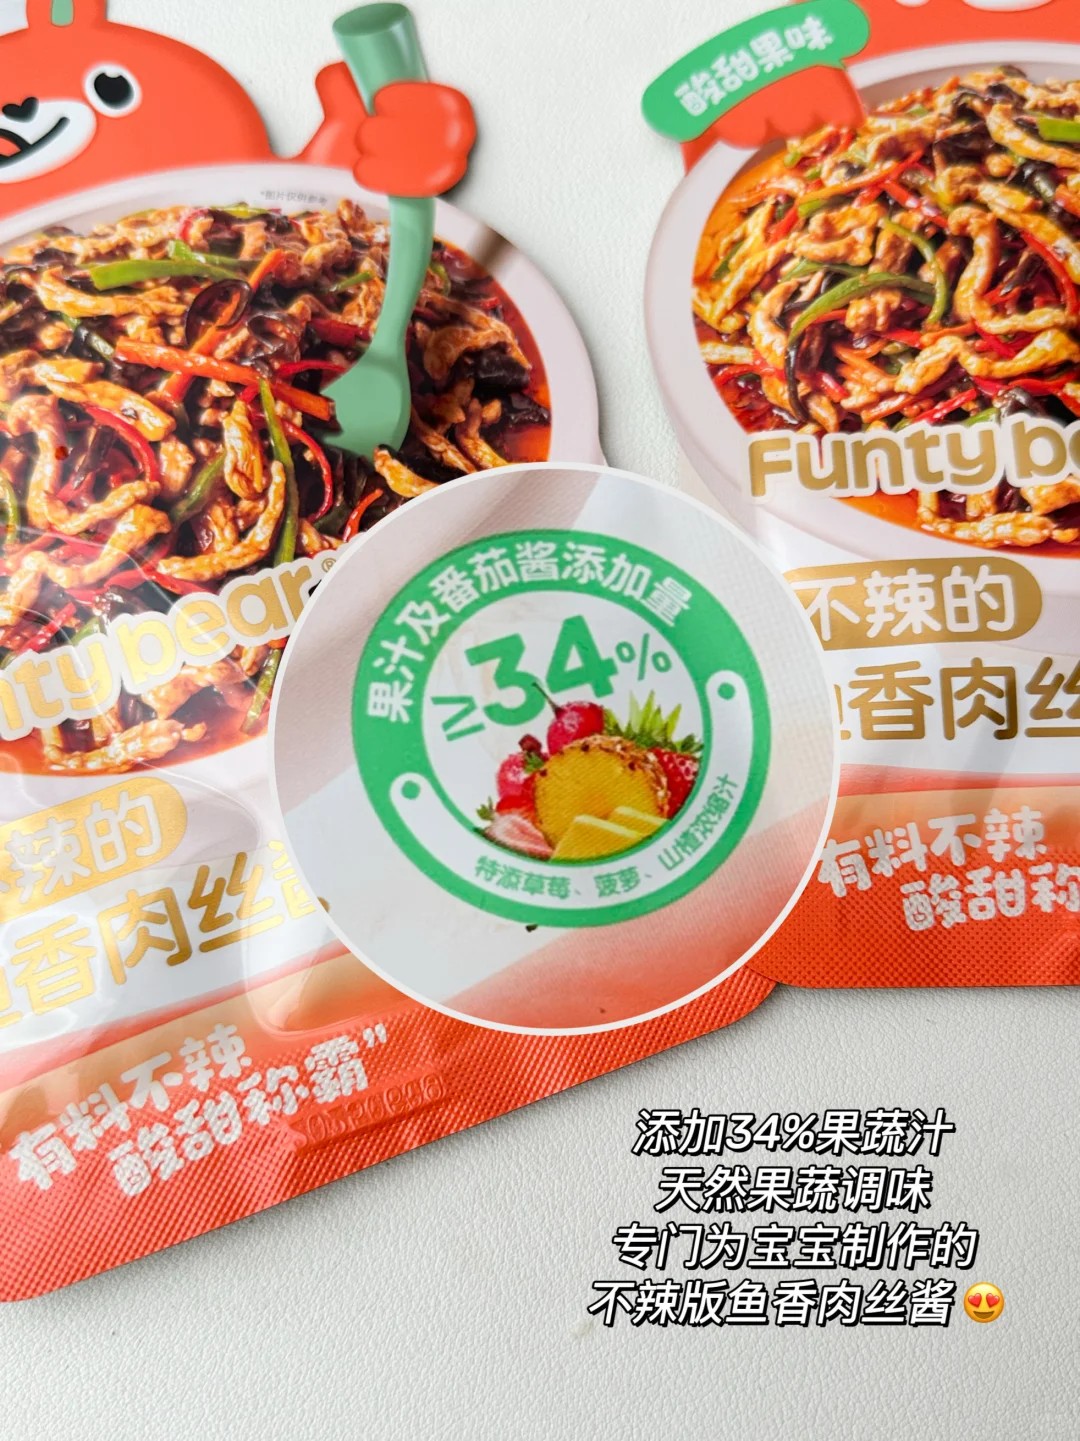 酸甜果味
*图片仅供参考
Funty be
nty bear®
果汁及番茄酱添加量
≥34%
特添草莓、菠萝、山楂浓缩汁
不辣的
香肉丝
有料不辣
酸甜称
辣的
香肉丝酱
有料不辣
酸甜称霸”
添加34%果蔬汁
天然果蔬调味
专门为宝宝制作的
不辣版鱼香肉丝酱😍